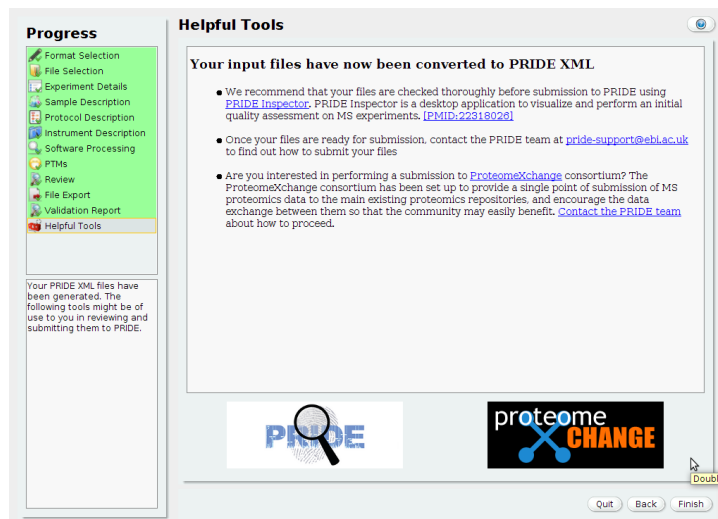 Progress
Format Selection
File Selection
Experiment Details
Sample Description
Protocol Description
Instrument Description
Software Processing
PTMs
Review
File Export
Validation Report
Helpful Tools
Your PRIDE XML files have
been generated. The
following tools might be of
use to you in reviewing and
submitting them to PRIDE.
Helpful Tools
Your input files have now been converted to PRIDE XML
We recommend that your files are checked thoroughly before submission to PRIDE using
PRIDE Inspector. PRIDE Inspector is a desktop application to visualize and perform an initial
quality assessment on MS experiments. [PMID:22318026]
Once your files are ready for submission, contact the PRIDE team at pride-support@ebi.ac.uk
to find out how to submit your files
Are you interested in performing a submission to ProteomeXchange consortium? The
ProteomeXchange consortium has been set up to provide a single point of submission of MS
proteomics data to the main existing proteomics repositories, and encourage the data
exchange between them so that the community may easily benefit. Contact the PRIDE team
about how to proceed.
PRIDE
proteome
XCHANGE
Doubl
Quit Back Finish